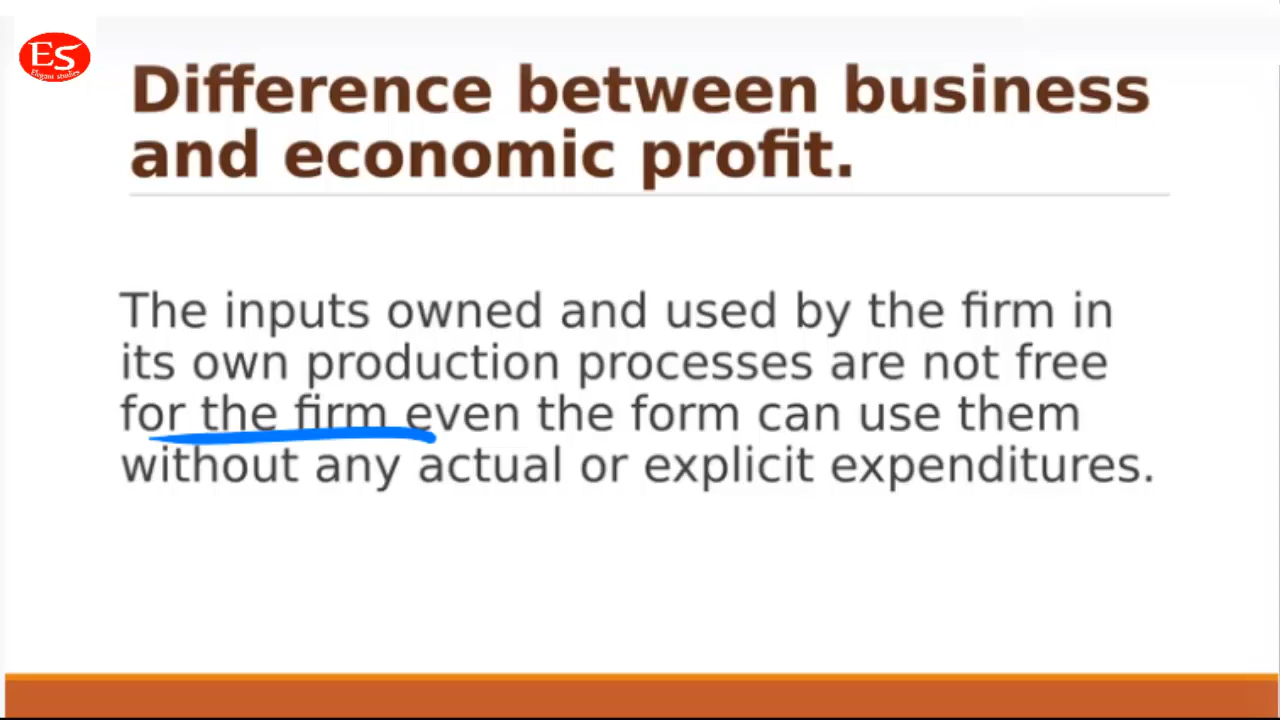 ES
Elegant studies
Difference between business
and economic profit.
The inputs owned and used by the firm in
its own production processes are not free
for the firm even the form can use them
without any actual or explicit expenditures.